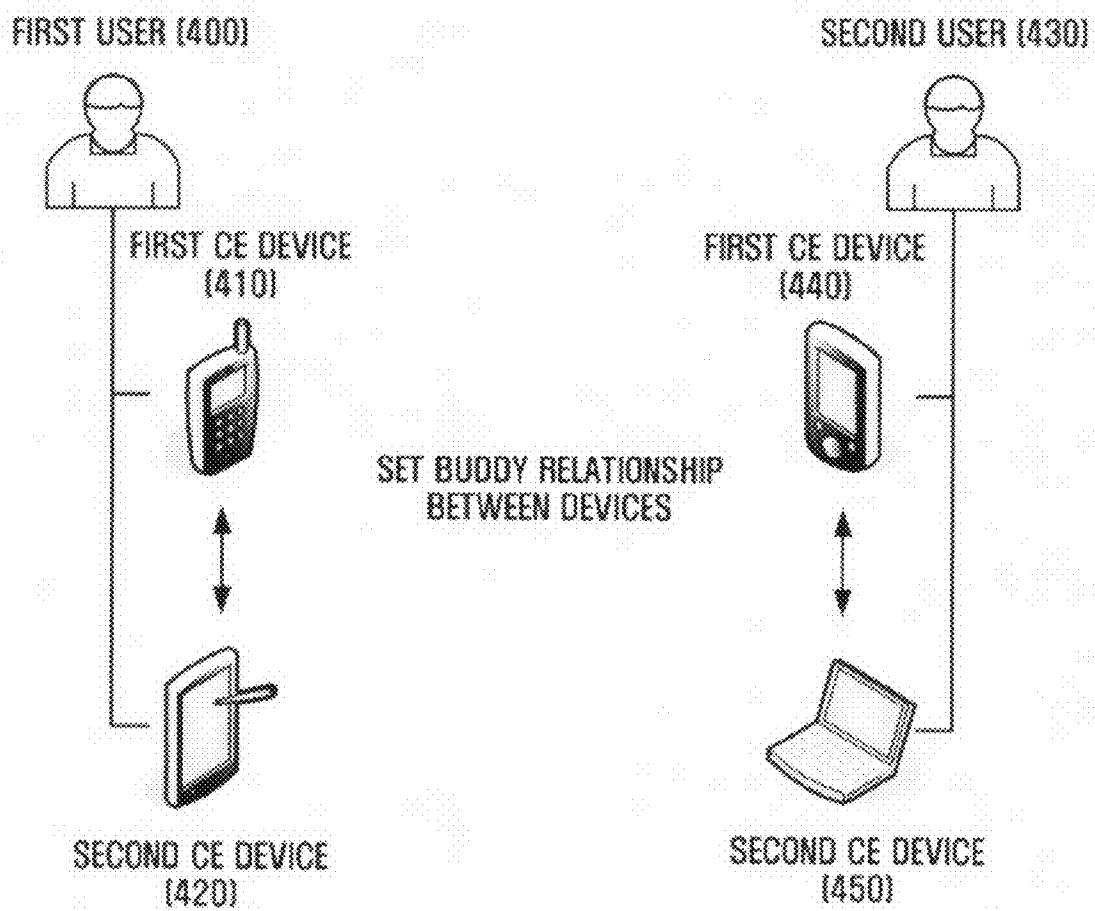 FIRST USER (400)
SECOND USER (430)
FIRST CE DEVICE
(410)
FIRST CE DEVICE
(440)
SET BUDDY RELATIONSHIP
BETWEEN DEVICES
SECOND CE DEVICE
(420)
SECOND CE DEVICE
(450)